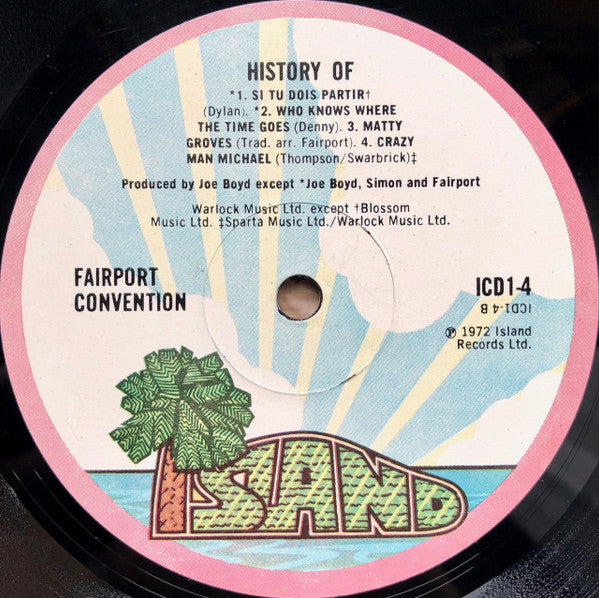 HISTORY OF
*1. SI TU DOIS PARTIR†
(Dylan). *2. WHO KNOWS WHERE
THE TIME GOES (Denny). 3. MATTY
GROVES (Trad. arr. Fairport). 4. CRAZY
MAN MICHAEL (Thompson/Swarbrick)‡
Produced by Joe Boyd except *Joe Boyd, Simon and Fairport
Warlock Music Ltd. except †Blossom
Music Ltd. ‡Sparta Music Ltd./Warlock Music Ltd.
FAIRPORT
CONVENTION
ICD1-4
ICD1-4 B
℗ 1972 Island
Records Ltd.
ISLAND